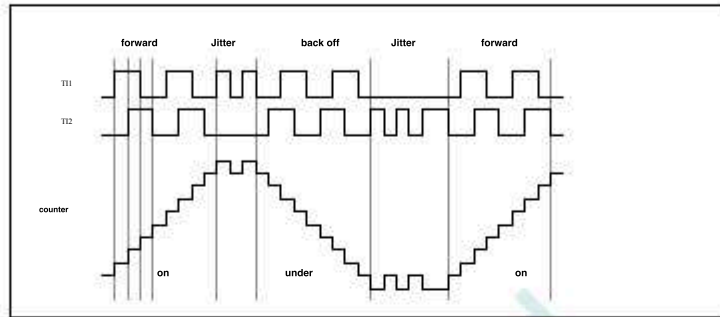 forward Jitter back off Jitter forward
TI1
TI2
counter
on under on